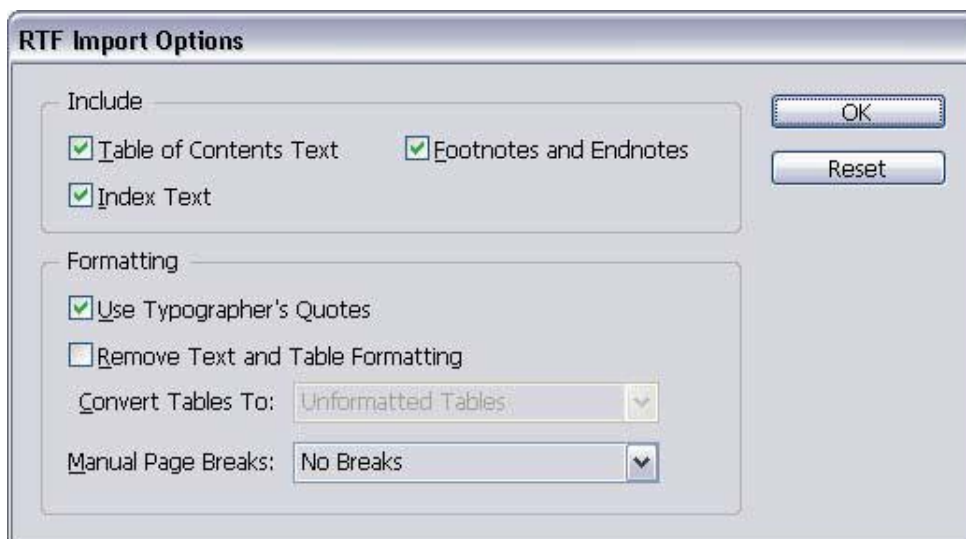 RTF Import Options
Include
Table of Contents Text
Footnotes and Endnotes
Index Text
OK
Reset
Formatting
Use Typographer's Quotes
Remove Text and Table Formatting
Convert Tables To: Unformatted Tables
Manual Page Breaks: No Breaks